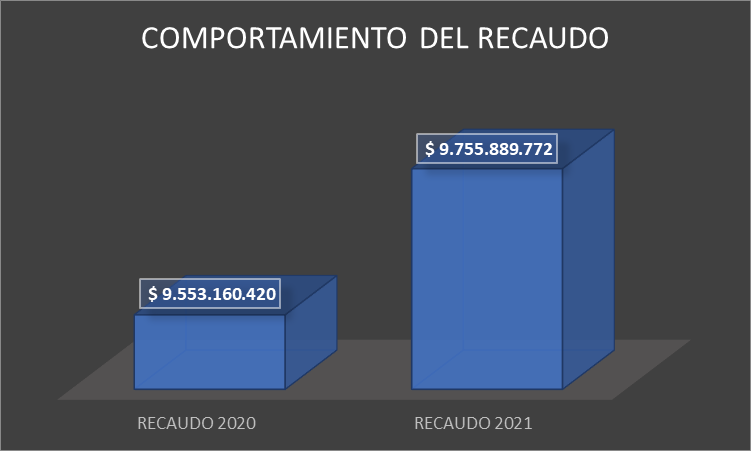 COMPORTAMIENTO DEL RECAUDO
$ 9.755.889.772
$ 9.553.160.420
RECAUDO 2020
RECAUDO 2021